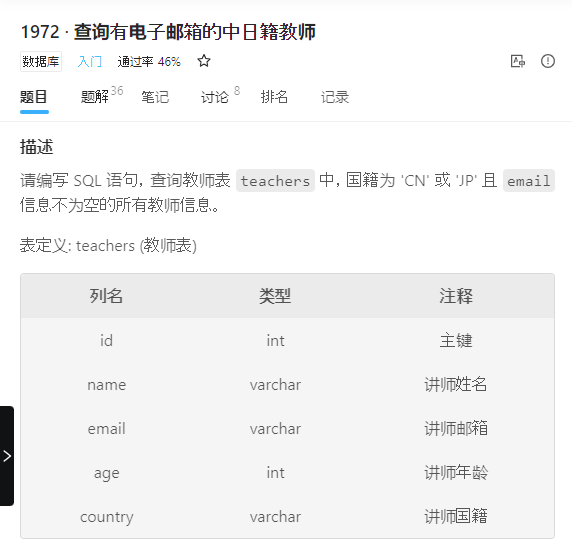 1972 · 查询有电子邮箱的中日籍教师
数据库 入门 通过率 46%
题目 题解 36 笔记 讨论 8 排名 记录
描述
请编写 SQL 语句，查询教师表 teachers 中，国籍为 'CN' 或 'JP' 且 email
信息不为空的所有教师信息。
表定义: teachers (教师表)
列名 类型 注释
id int 主键
name varchar 讲师姓名
email varchar 讲师邮箱
age int 讲师年龄
country varchar 讲师国籍